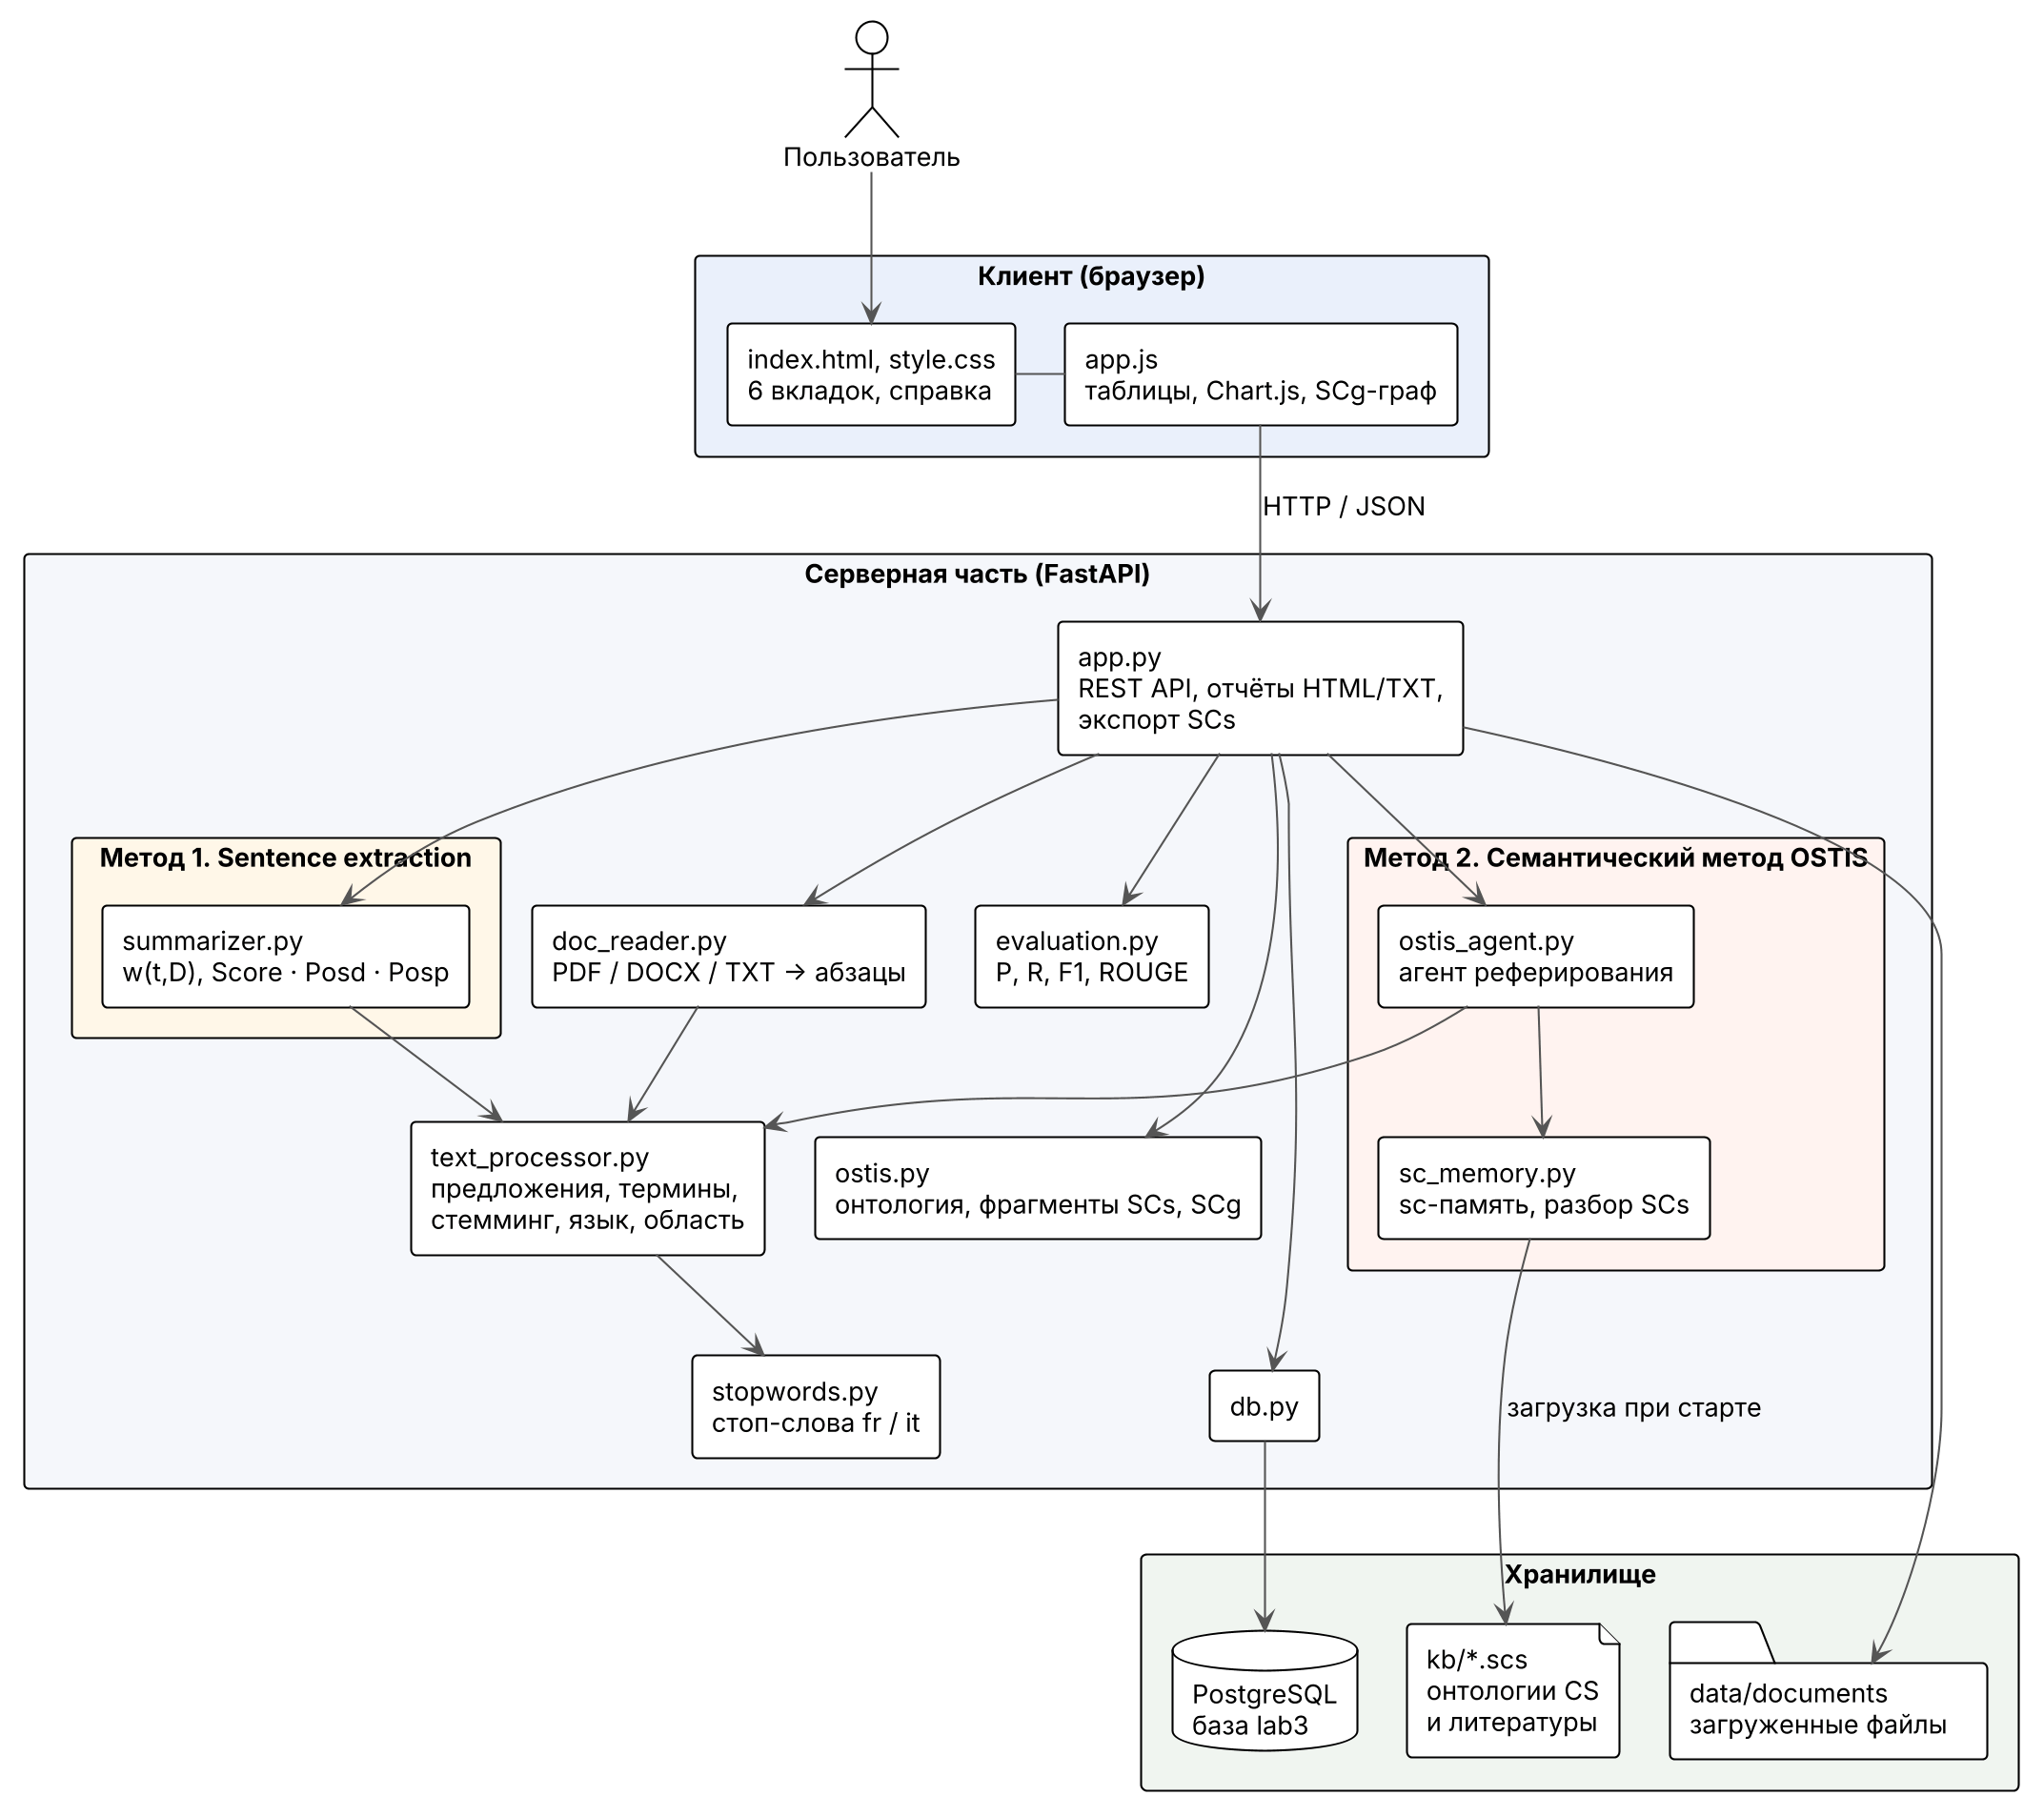 Пользователь
Клиент (браузер)
index.html, style.css
6 вкладок, справка
app.js
таблицы, Chart.js, SCg-граф
HTTP / JSON
Серверная часть (FastAPI)
app.py
REST API, отчёты HTML/TXT,
экспорт SCs
Метод 1. Sentence extraction
summarizer.py
w(t,D), Score · Posd · Posp
doc_reader.py
PDF / DOCX / TXT → абзацы
evaluation.py
P, R, F1, ROUGE
Метод 2. Семантический метод OSTIS
ostis_agent.py
агент реферирования
text_processor.py
предложения, термины,
стемминг, язык, область
ostis.py
онтология, фрагменты SCs, SCg
sc_memory.py
sc-память, разбор SCs
stopwords.py
стоп-слова fr / it
db.py
загрузка при старте
Хранилище
PostgreSQL
база lab3
kb/*.scs
онтологии CS
и литературы
data/documents
загруженные файлы